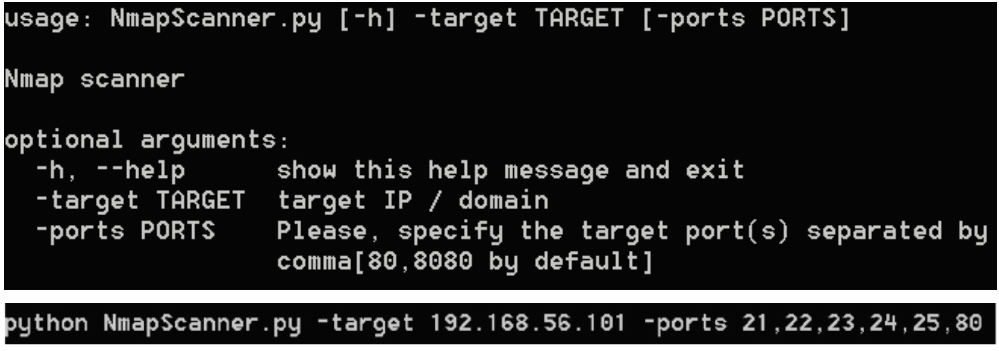 usage: NmapScanner.py [-h] -target TARGET [-ports PORTS]
Nmap scanner
optional arguments:
-h, --help show this help message and exit
-target TARGET target IP / domain
-ports PORTS Please, specify the target port(s) separated by
comma[80,8080 by default]
python NmapScanner.py -target 192.168.56.101 -ports 21,22,23,24,25,80